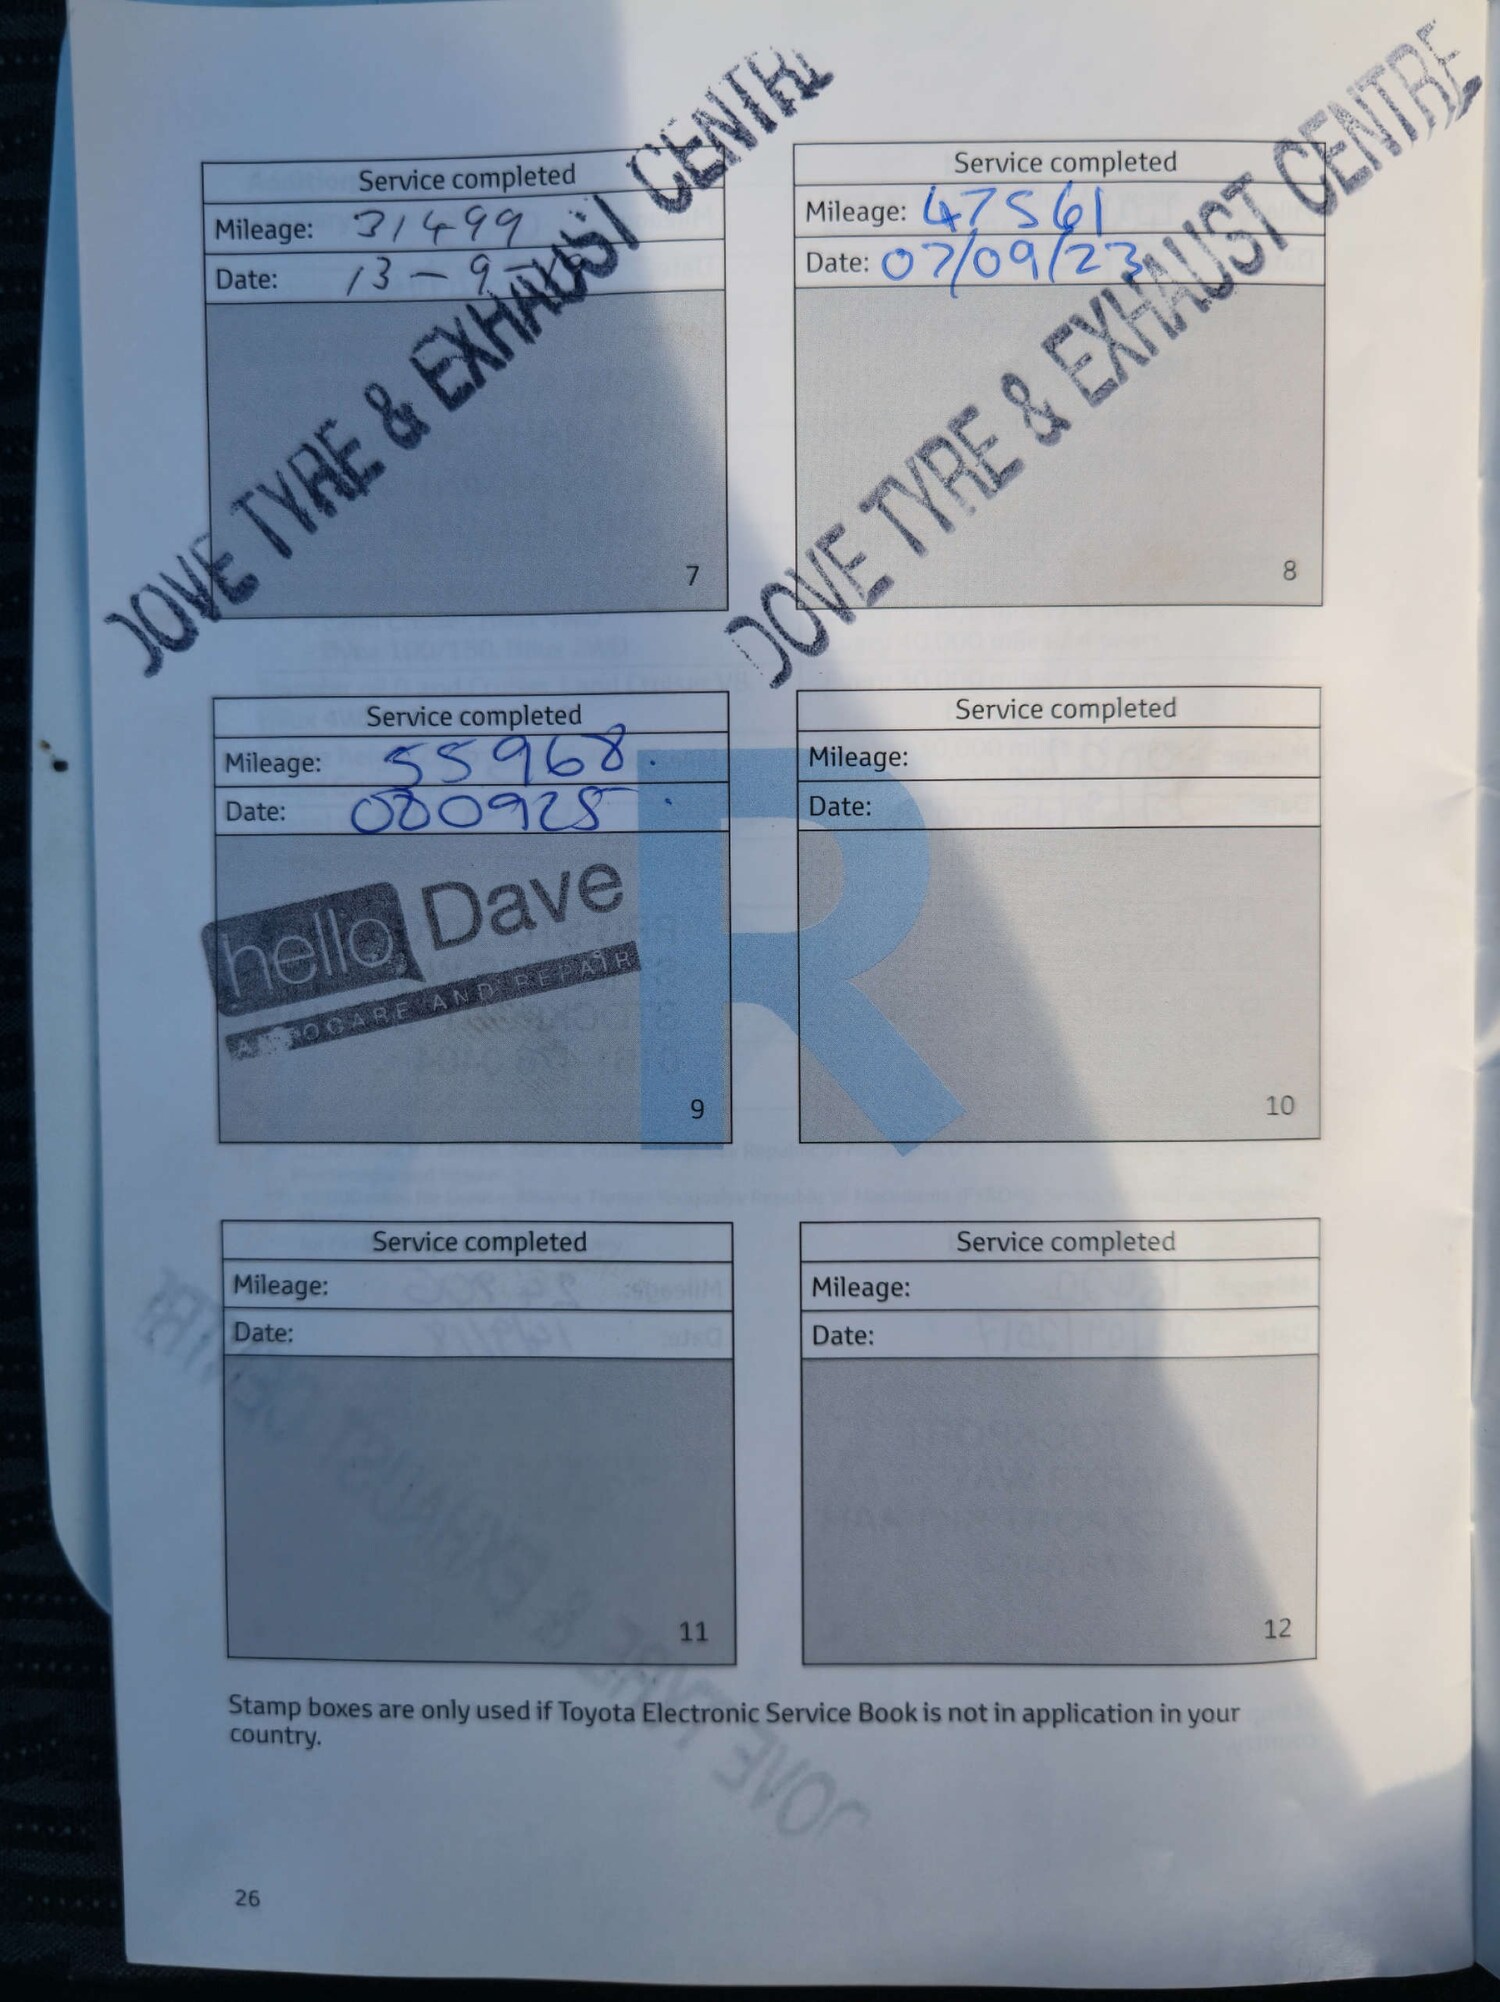 Service completed
Mileage: 31499
Date: 13-9-
DOVE TYRE & EXHAUST CENTRE
7
Service completed
Mileage: 47561
Date: 07/09/23
DOVE TYRE & EXHAUST CENTRE
8
Service completed
Mileage: 55968.
Date: 080925
hello Dave
AUTOCARE AND REPAIR
9
R
Service completed
Mileage:
Date:
10
Service completed
Mileage:
Date:
11
Service completed
Mileage:
Date:
12
Stamp boxes are only used if Toyota Electronic Service Book is not in application in your
country.
26